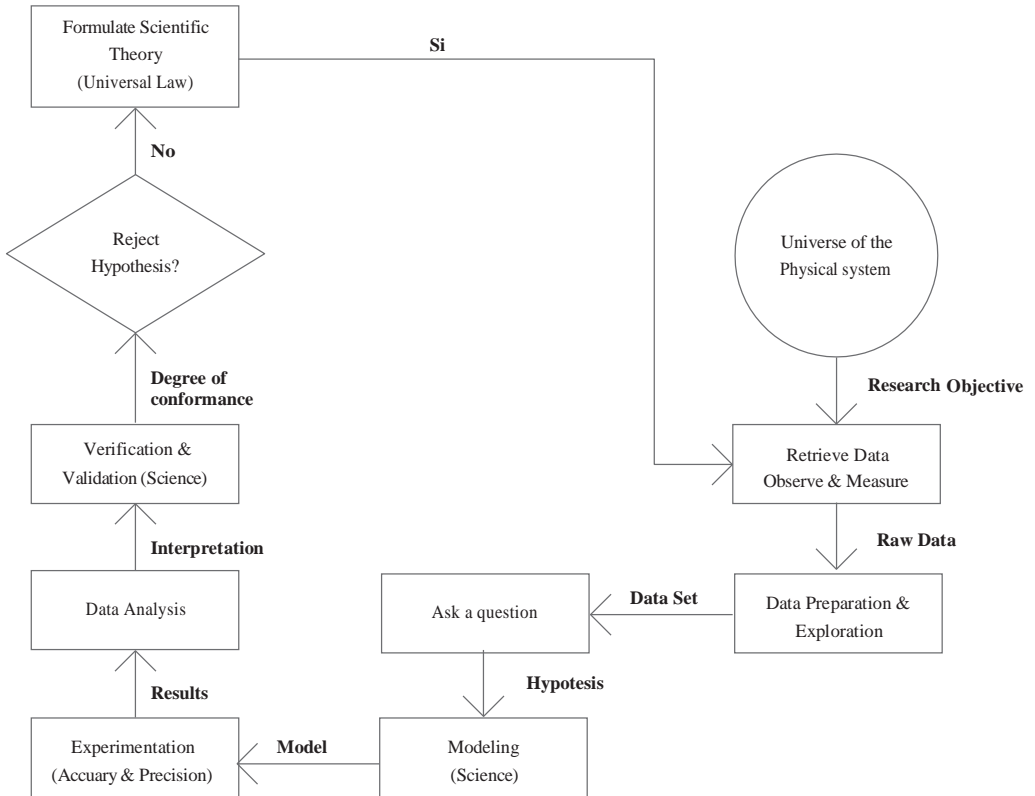 Formulate Scientific
Theory
(Universal Law)
Si
No
Reject
Hypothesis?
Universe of the
Physical system
Degree of
conformance
Research Objective
Verification &
Validation (Science)
Retrieve Data
Observe & Measure
Interpretation
Raw Data
Data Analysis
Ask a question
Data Set
Data Preparation &
Exploration
Results
Hypotesis
Experimentation
(Accuary & Precision)
Model
Modeling
(Science)